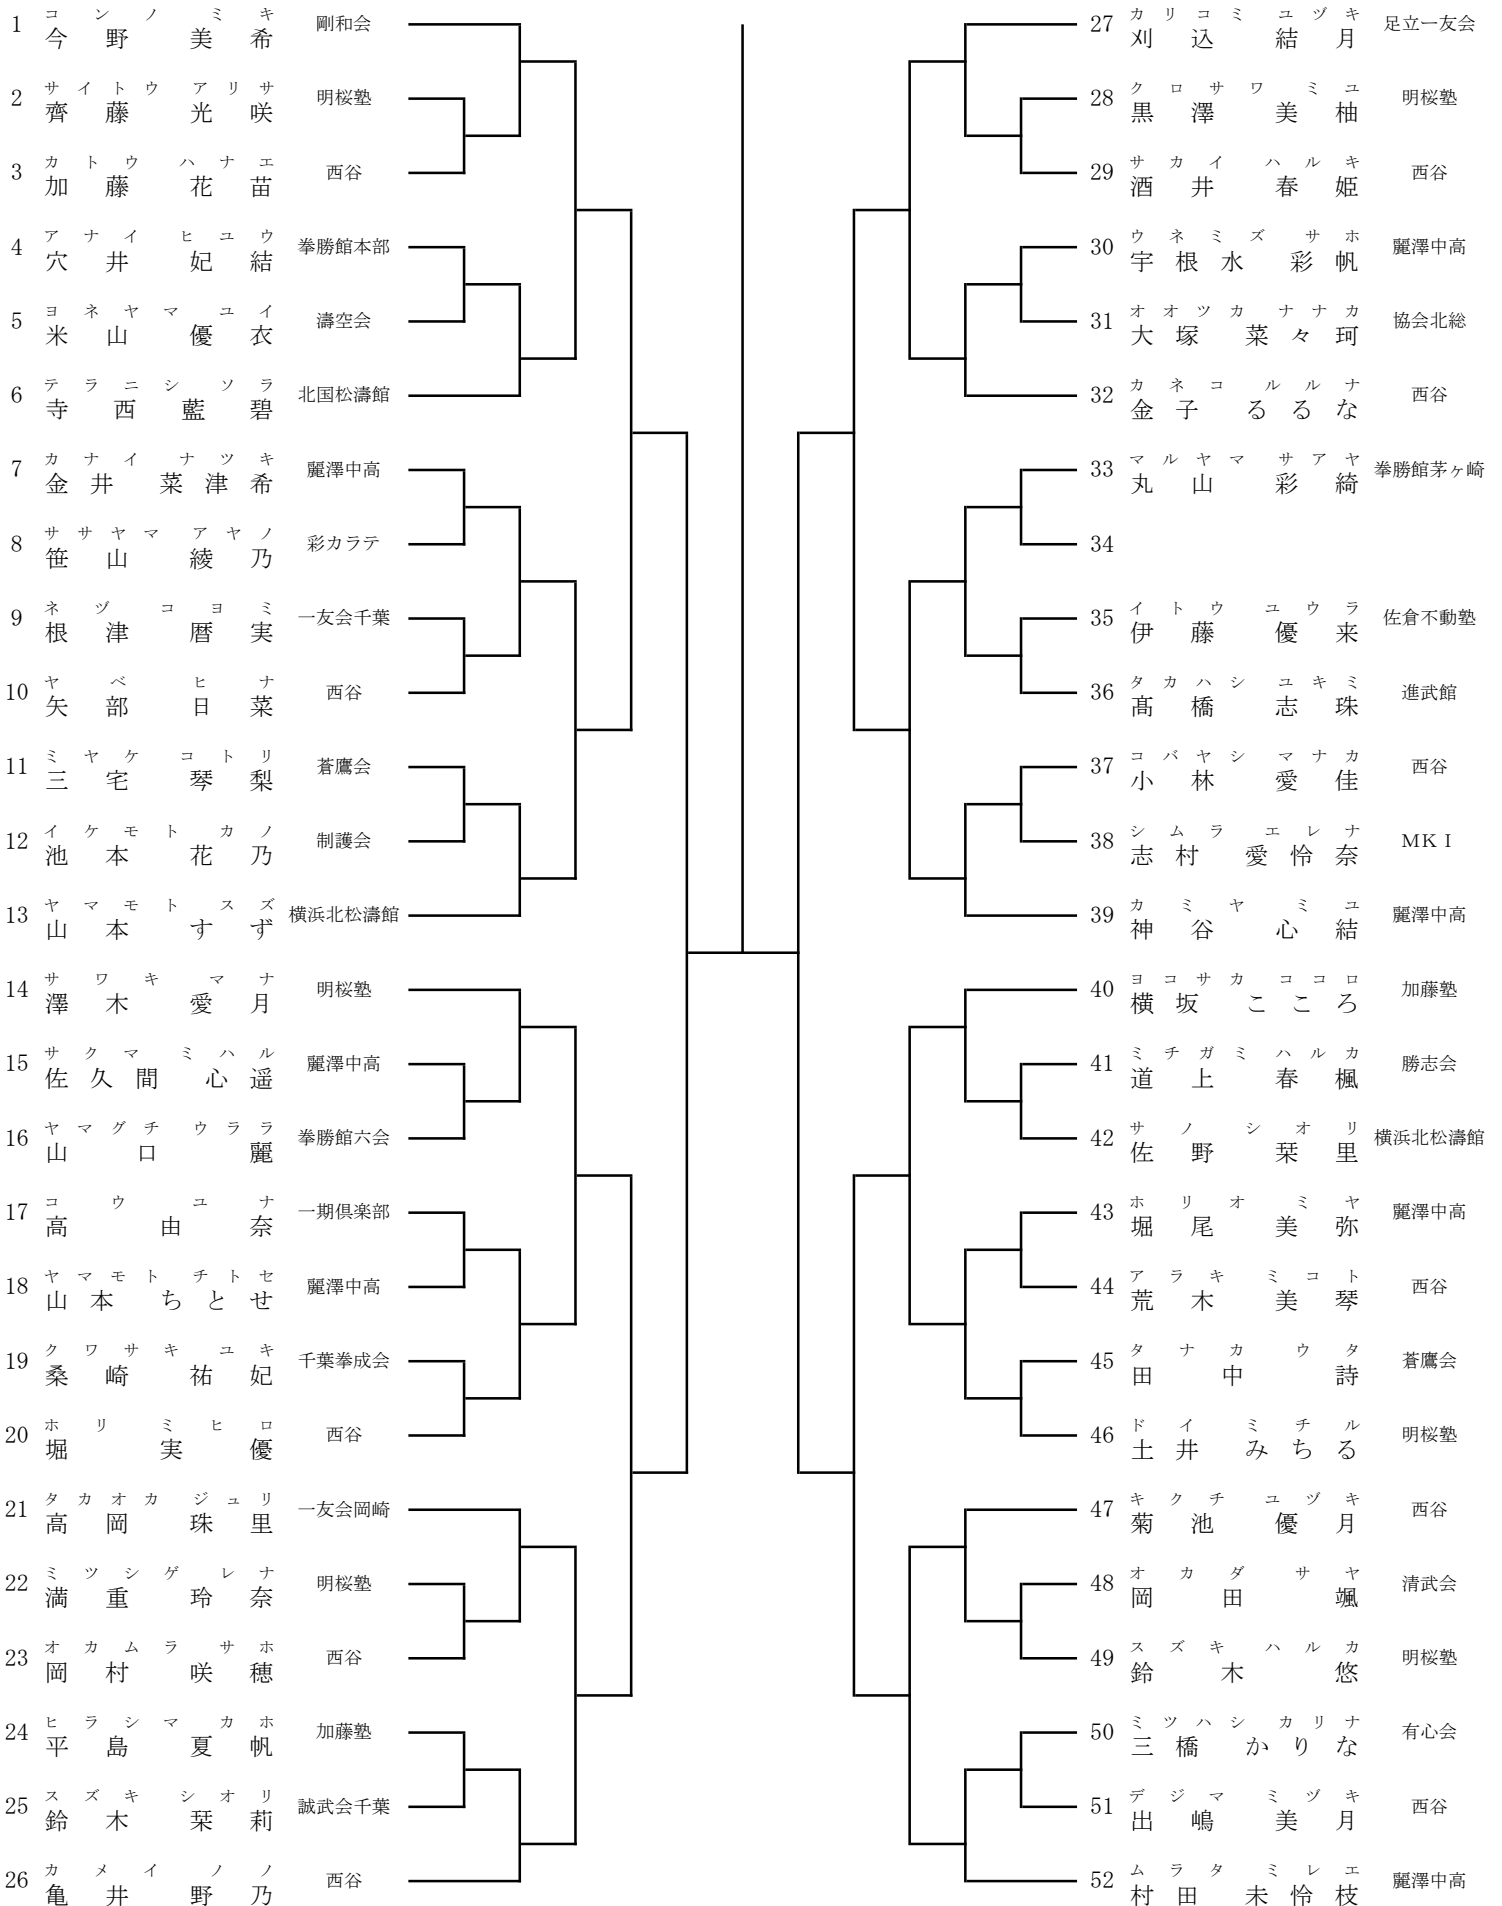 コンノ ミキ
1 今野 美希 剛和会
サイトウ アリサ
2 齊藤 光咲 明桜塾
カトウ ハナエ
3 加藤 花苗 西谷
アナイ ヒユウ
4 穴井 妃結 拳勝館本部
ヨネヤマ ユイ
5 米山 優衣 濤空会
テラニシ ソラ
6 寺西 藍碧 北国松濤館
カナイ ナツキ
7 金井 菜津希 麗澤中高
ササヤマ アヤノ
8 笹山 綾乃 彩カラテ
ネヅ コヨミ
9 根津 暦実 一友会千葉
ヤベ ヒナ
10 矢部 日菜 西谷
ミヤケ コトリ
11 三宅 琴梨 蒼鷹会
イケモト カノ
12 池本 花乃 制護会
ヤマモト スズ
13 山本 すず 横浜北松濤館
サワキ マナ
14 澤木 愛月 明桜塾
サクマ ミハル
15 佐久間 心遥 麗澤中高
ヤマグチ ウララ
16 山口 麗 拳勝館六会
コウ ユナ
17 高 由奈 一期倶楽部
ヤマモト チトセ
18 山本 ちとせ 麗澤中高
クワサキ ユキ
19 桑崎 祐妃 千葉拳成会
ホリ ミヒロ
20 堀 実優 西谷
タカオカ ジュリ
21 高岡 珠里 一友会岡崎
ミツシゲ レナ
22 満重 玲奈 明桜塾
オカムラ サホ
23 岡村 咲穂 西谷
ヒラシマ カホ
24 平島 夏帆 加藤塾
スズキ シオリ
25 鈴木 栞莉 誠武会千葉
カメイ ノノ
26 亀井 野乃 西谷
カリコミ ユヅキ
27 刈込 結月 足立一友会
クロサワ ミユ
28 黒澤 美柚 明桜塾
サカイ ハルキ
29 酒井 春姫 西谷
ウネミズ サホ
30 宇根水 彩帆 麗澤中高
オオツカ ナナカ
31 大塚 菜々珂 協会北総
カネコ ルルナ
32 金子 るるな 西谷
マルヤマ サアヤ
33 丸山 彩綺 拳勝館茅ヶ崎
34
イトウ ユウラ
35 伊藤 優来 佐倉不動塾
タカハシ ユキミ
36 髙橋 志珠 進武館
コバヤシ マナカ
37 小林 愛佳 西谷
シムラ エレナ
38 志村 愛怜奈 MKI
カミヤ ミユ
39 神谷 心結 麗澤中高
ヨコサカ ココロ
40 横坂 こころ 加藤塾
ミチガミ ハルカ
41 道上 春楓 勝志会
サノ シオリ
42 佐野 栞里 横浜北松濤館
ホリオ ミヤ
43 堀尾 美弥 麗澤中高
アラキ ミコト
44 荒木 美琴 西谷
タナカ ウタ
45 田中 詩 蒼鷹会
ドイ ミチル
46 土井 みちる 明桜塾
キクチ ユヅキ
47 菊池 優月 西谷
オカダ サヤ
48 岡田 颯 清武会
スズキ ハルカ
49 鈴木 悠 明桜塾
ミツハシ カリナ
50 三橋 かりな 有心会
デジマ ミヅキ
51 出嶋 美月 西谷
ムラタ ミレエ
52 村田 未怜枝 麗澤中高